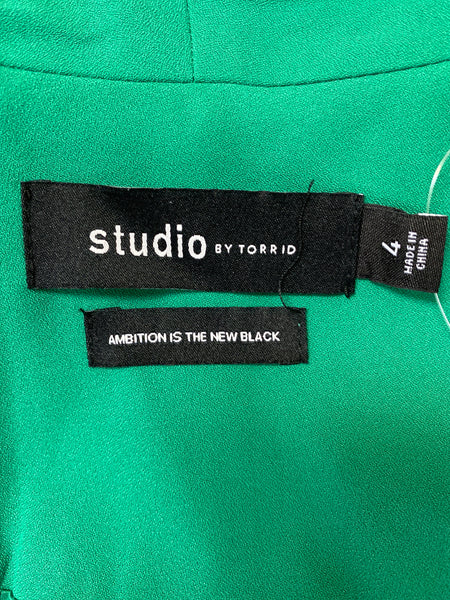 studio BY TORRID
4
MADE IN
CHINA
AMBITION IS THE NEW BLACK